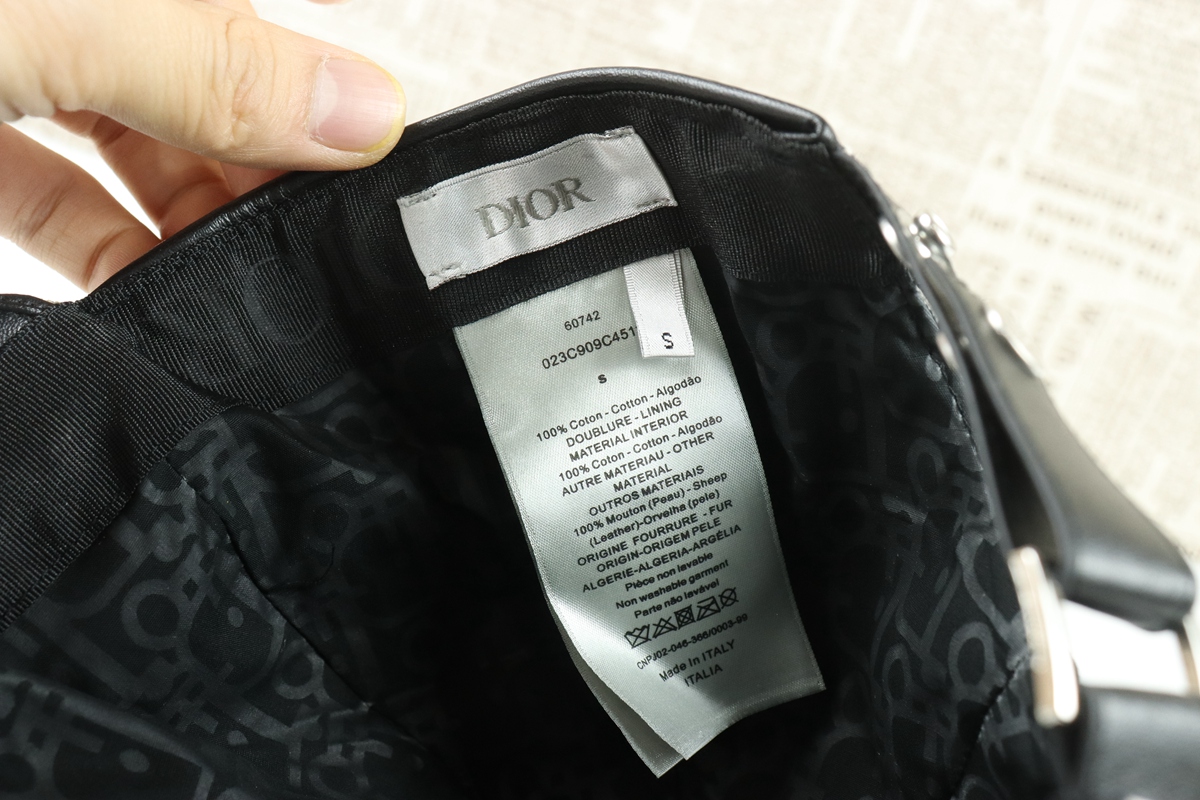 DIOR
60742
023C909C451
S
s
100% Coton - Cotton - Algodão
DOUBLURE - LINING
MATERIAL INTERIOR
100% Coton - Cotton - Algodão
AUTRE MATERIAU - OTHER
MATERIAL
OUTROS MATERIAIS
100% Mouton (Peau) - Sheep
(Leather)-Orvelha (pele)
ORIGINE FOURRURE - FUR
ORIGIN-ORIGEM PELE
ALGERIE-ALGERIA-ARGÉLIA
Pièce non lavable
Non washable garment
Parte não lavável
CNPJ02-046-366/0003-99
Made In ITALY
ITALIA